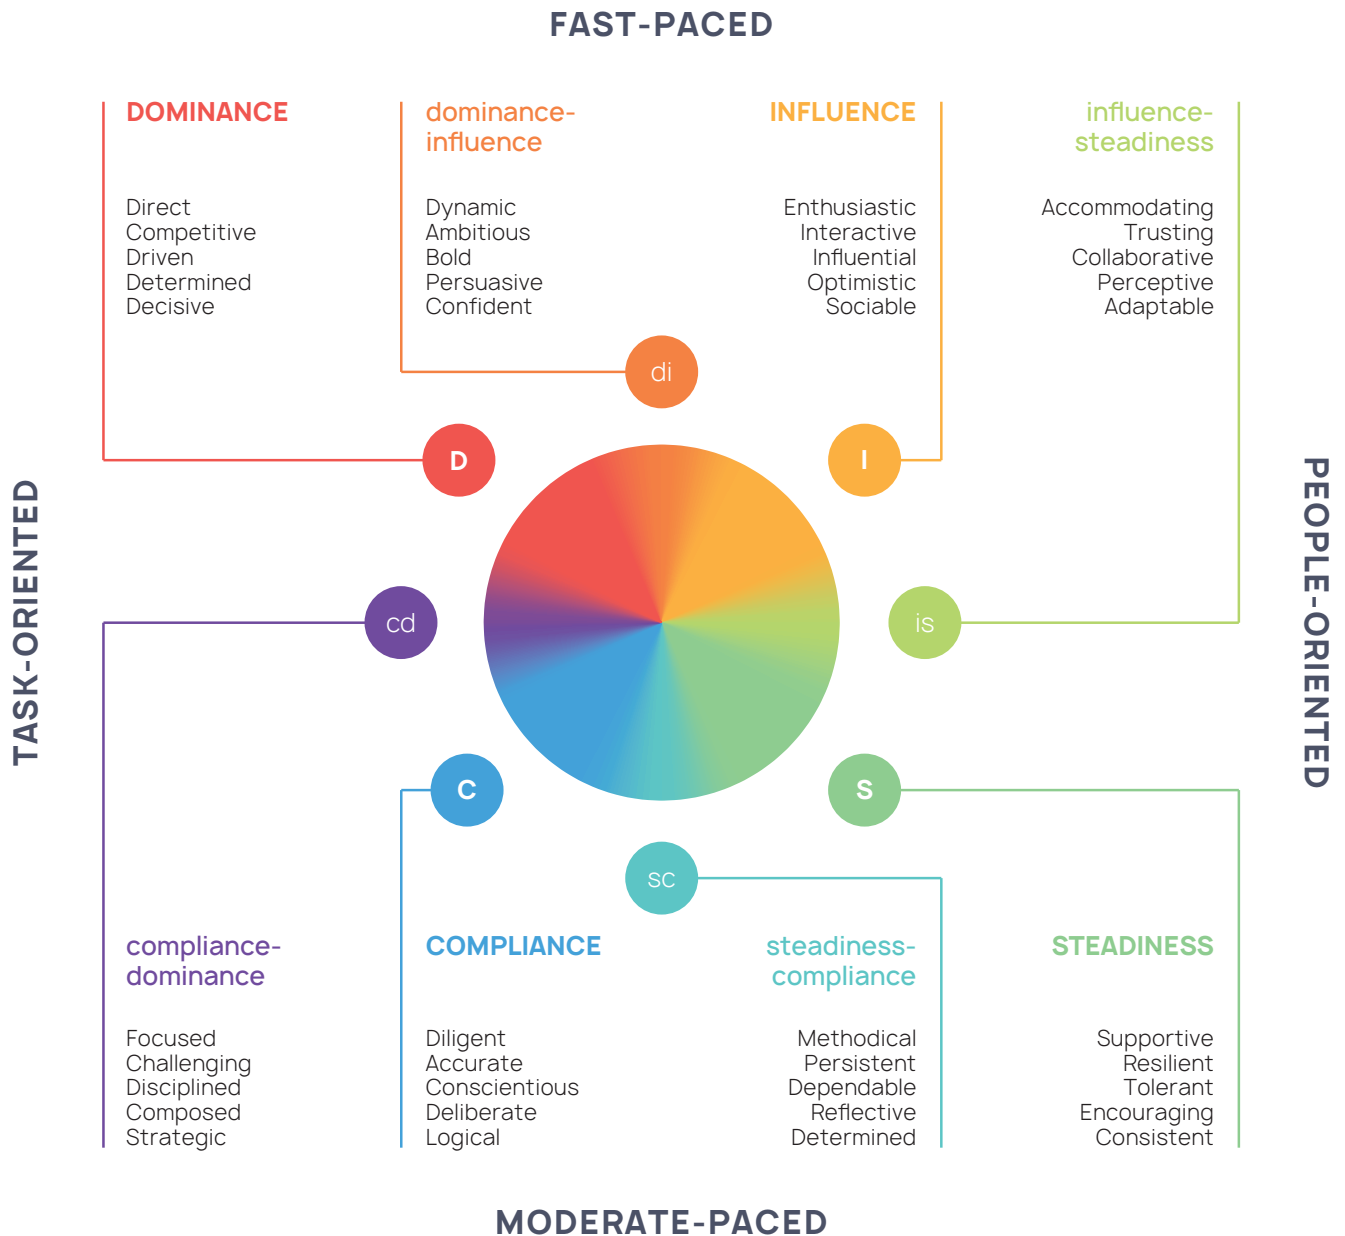 FAST-PACED
DOMINANCE
Direct
Competitive
Driven
Determined
Decisive
dominance-
influence
Dynamic
Ambitious
Bold
Persuasive
Confident
INFLUENCE
Enthusiastic
Interactive
Influential
Optimistic
Sociable
influence-
steadiness
Accommodating
Trusting
Collaborative
Perceptive
Adaptable
di
D
I
TASK-ORIENTED
PEOPLE-ORIENTED
cd
is
C
S
sc
compliance-
dominance
Focused
Challenging
Disciplined
Composed
Strategic
COMPLIANCE
Diligent
Accurate
Conscientious
Deliberate
Logical
steadiness-
compliance
Methodical
Persistent
Dependable
Reflective
Determined
STEADINESS
Supportive
Resilient
Tolerant
Encouraging
Consistent
MODERATE-PACED